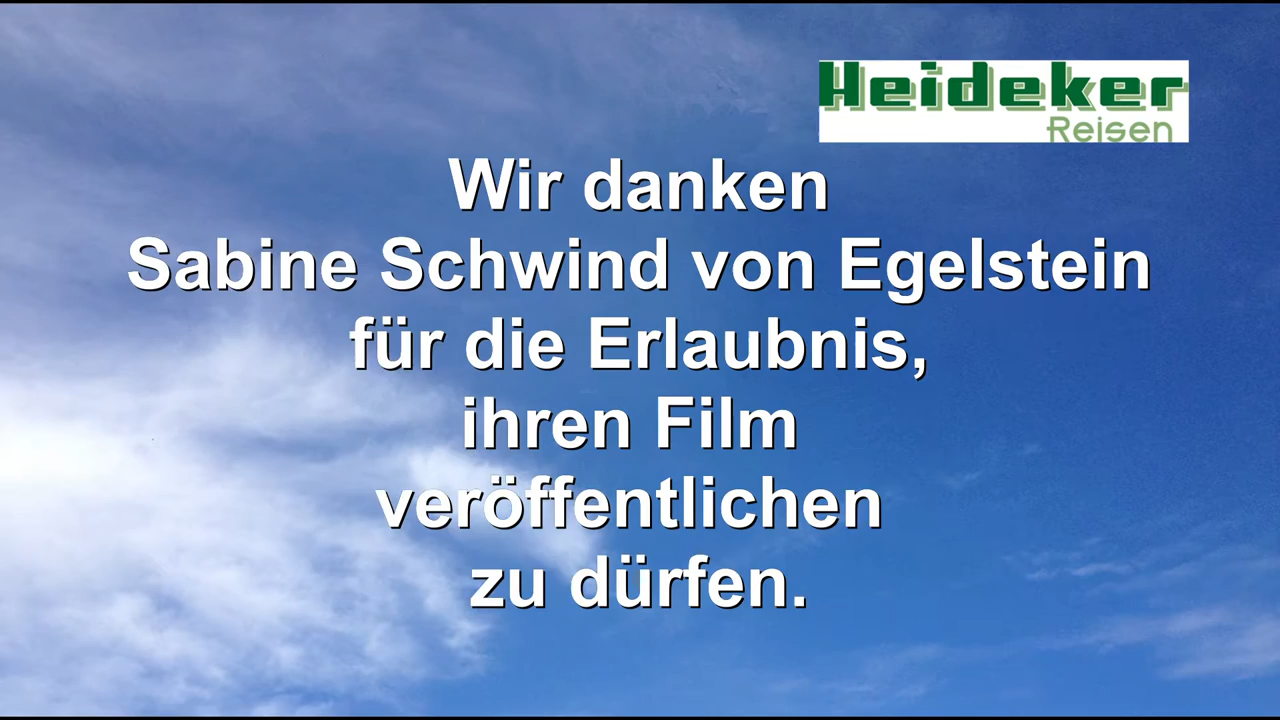 Heideker
Reisen
Wir danken
Sabine Schwind von Egelstein
für die Erlaubnis,
ihren Film
veröffentlichen
zu dürfen.